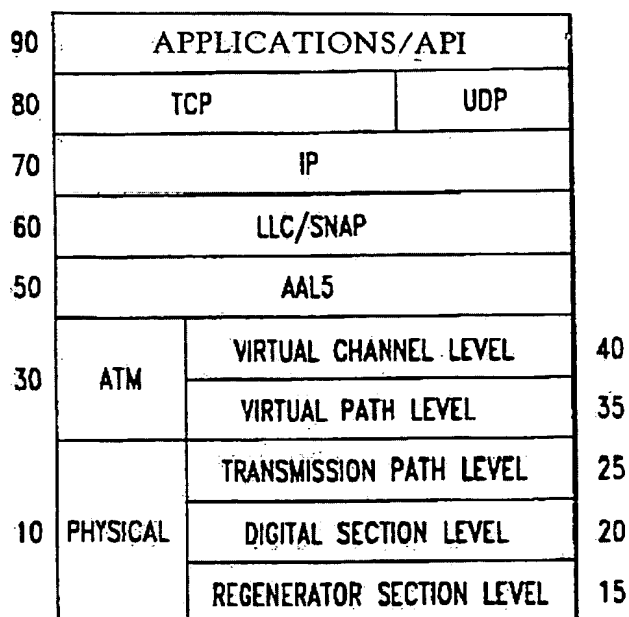 90 APPLICATIONS/API
80 TCP UDP
70 IP
60 LLC/SNAP
50 AAL5
VIRTUAL CHANNEL LEVEL 40
30 ATM
VIRTUAL PATH LEVEL 35
TRANSMISSION PATH LEVEL 25
10 PHYSICAL DIGITAL SECTION LEVEL 20
REGENERATOR SECTION LEVEL 15